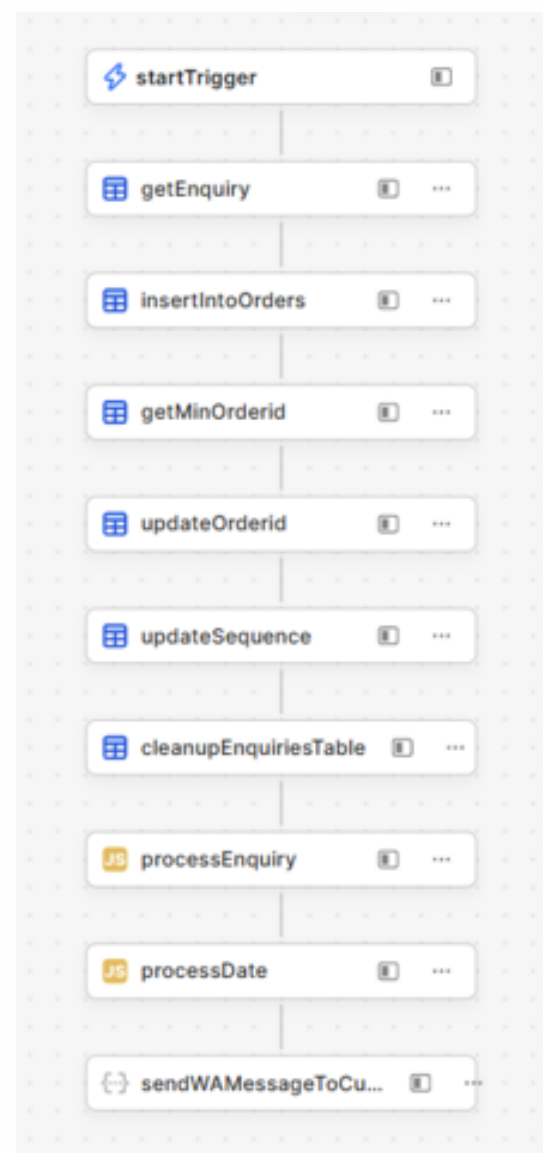 startTrigger
getEnquiry
insertIntoOrders
getMinOrderid
updateOrderid
updateSequence
cleanupEnquiriesTable
JS processEnquiry
JS processDate
sendWAMessageToCu...